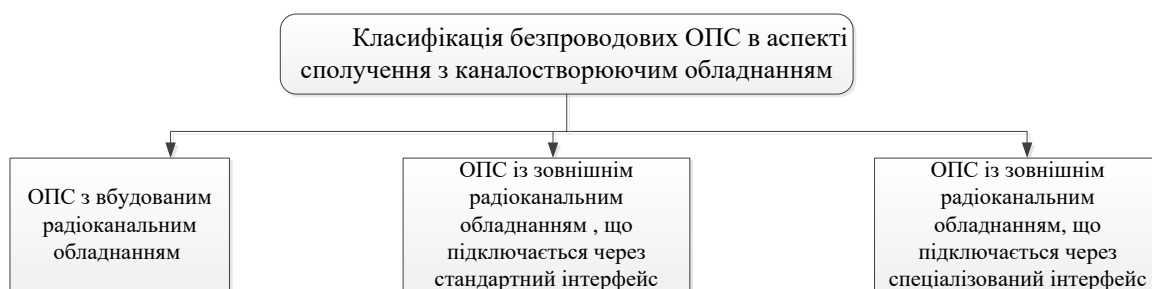 Класифікація безпроводових ОПС в аспекті
сполучення з каналостворюючим обладнанням
ОПС з вбудованим
радіоканальним
обладнанням
ОПС із зовнішнім
радіоканальним
обладнанням , що
підключається через
стандартний інтерфейс
ОПС із зовнішнім
радіоканальним
обладнанням, що
підключається через
спеціалізований інтерфейс